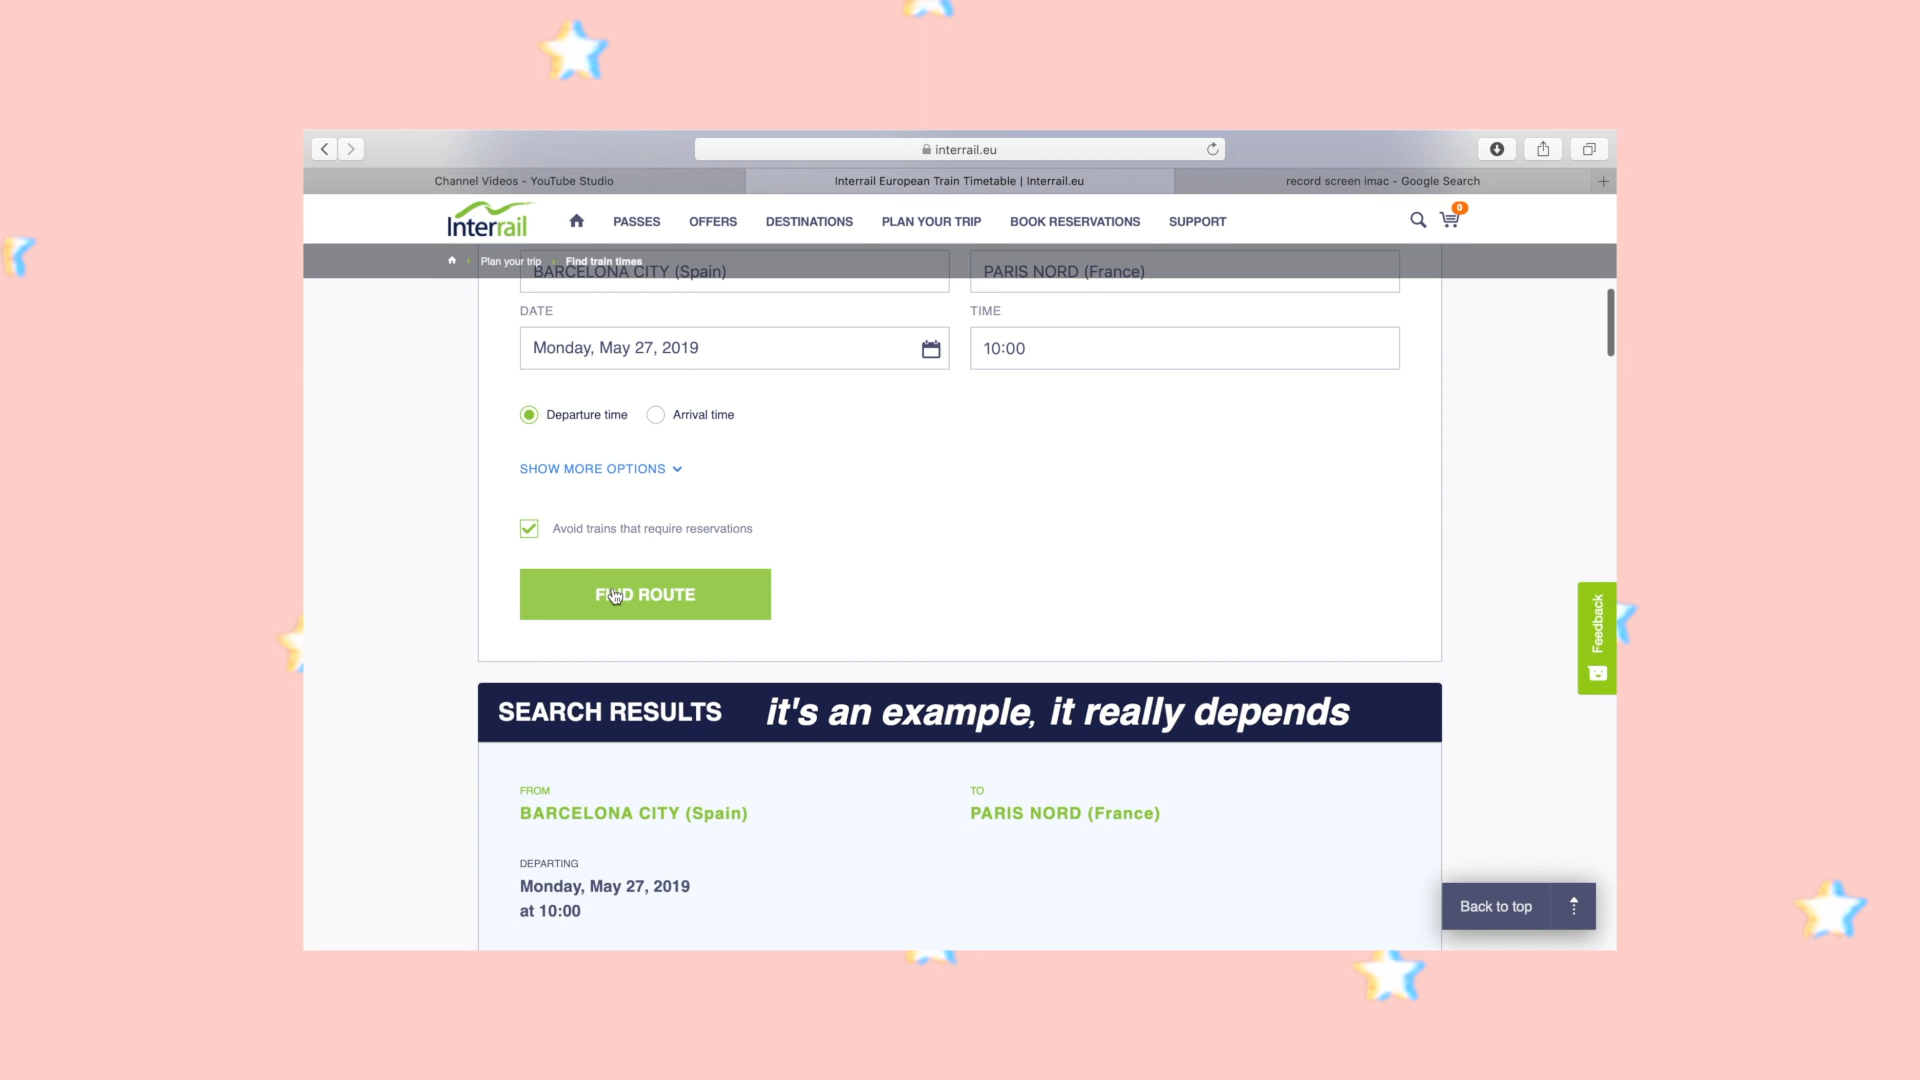 interrail.eu
Channel Videos - YouTube Studio
Interrail European Train Timetable | Interrail.eu
record screen imac - Google Search
Interrail
PASSES
OFFERS
DESTINATIONS
PLAN YOUR TRIP
BOOK RESERVATIONS
SUPPORT
0
Plan your trip
Find train times
BARCELONA CITY (Spain)
PARIS NORD (France)
DATE
TIME
Monday, May 27, 2019
10:00
Departure time
Arrival time
SHOW MORE OPTIONS
Avoid trains that require reservations
FIND ROUTE
Feedback
SEARCH RESULTS
it's an example, it really depends
FROM
TO
BARCELONA CITY (Spain)
PARIS NORD (France)
DEPARTING
Monday, May 27, 2019
at 10:00
Back to top